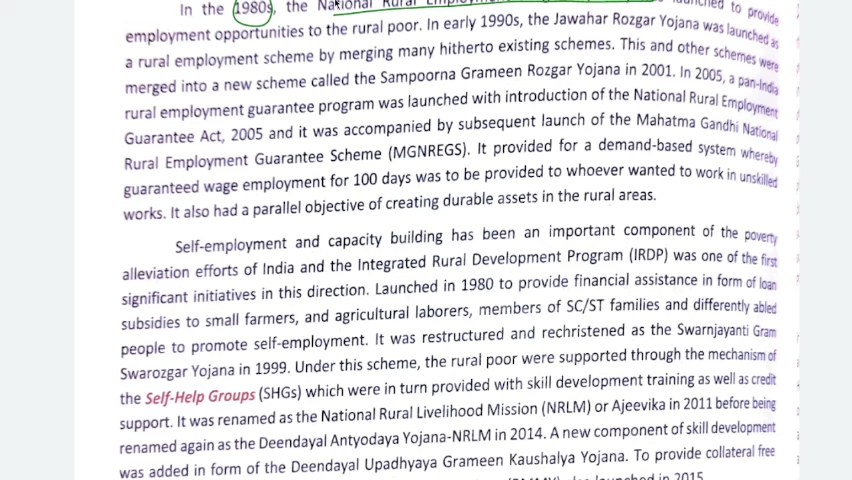 In the 1980s, the National Rural Employment launched to provide
employment opportunities to the rural poor. In early 1990s, the Jawahar Rozgar Yojana was launched as
a rural employment scheme by merging many hitherto existing schemes. This and other schemes were
merged into a new scheme called the Sampoorna Grameen Rozgar Yojana in 2001. In 2005, a pan-India
rural employment guarantee program was launched with introduction of the National Rural Employment
Guarantee Act, 2005 and it was accompanied by subsequent launch of the Mahatma Gandhi National
Rural Employment Guarantee Scheme (MGNREGS). It provided for a demand-based system whereby
guaranteed wage employment for 100 days was to be provided to whoever wanted to work in unskilled
works. It also had a parallel objective of creating durable assets in the rural areas.
Self-employment and capacity building has been an important component of the poverty
alleviation efforts of India and the Integrated Rural Development Program (IRDP) was one of the first
significant initiatives in this direction. Launched in 1980 to provide financial assistance in form of loan
subsidies to small farmers, and agricultural laborers, members of SC/ST families and differently abled
people to promote self-employment. It was restructured and rechristened as the Swarnjayanti Gram
Swarozgar Yojana in 1999. Under this scheme, the rural poor were supported through the mechanism of
the Self-Help Groups (SHGs) which were in turn provided with skill development training as well as credit
support. It was renamed as the National Rural Livelihood Mission (NRLM) or Ajeevika in 2011 before being
renamed again as the Deendayal Antyodaya Yojana-NRLM in 2014. A new component of skill development
was added in form of the Deendayal Upadhyaya Grameen Kaushalya Yojana. To provide collateral free
launched in 2015.